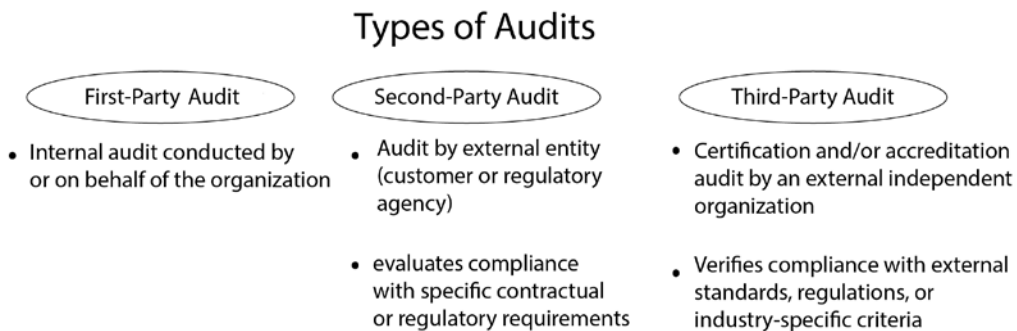 Types of Audits
First-Party Audit
• Internal audit conducted by
or on behalf of the organization
Second-Party Audit
• Audit by external entity
(customer or regulatory
agency)
• evaluates compliance
with specific contractual
or regulatory requirements
Third-Party Audit
• Certification and/or accreditation
audit by an external independent
organization
• Verifies compliance with external
standards, regulations, or
industry-specific criteria